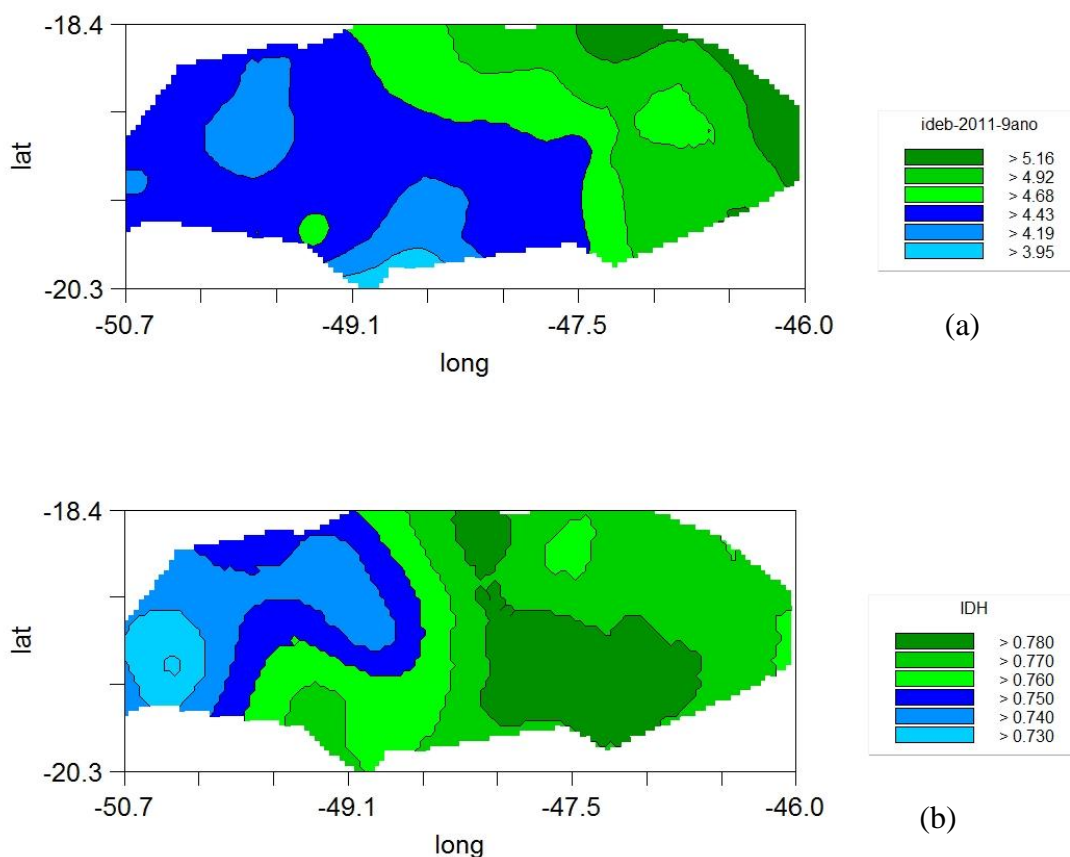 -18.4
lat
-20.3
-50.7 -49.1 -47.5 -46.0
long
ideb-2011-9ano
> 5.16
> 4.92
> 4.68
> 4.43
> 4.19
> 3.95
(a)
-18.4
lat
-20.3
-50.7 -49.1 -47.5 -46.0
long
IDH
> 0.780
> 0.770
> 0.760
> 0.750
> 0.740
> 0.730
(b)